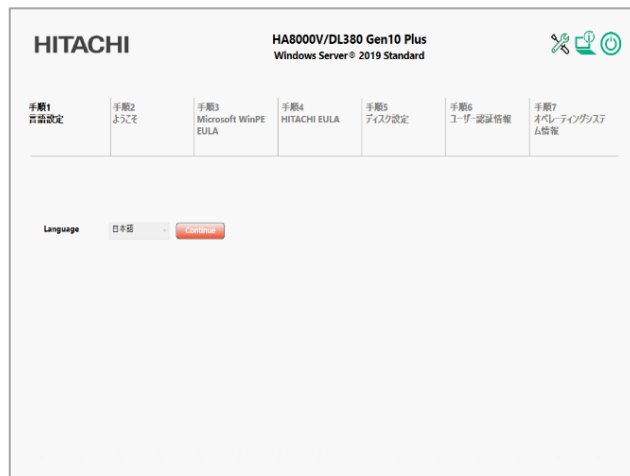 HITACHI
HA8000V/DL380 Gen10 Plus
Windows Server® 2019 Standard
手順1
言語設定
手順2
ようこそ
手順3
Microsoft WinPE
EULA
手順4
HITACHI EULA
手順5
ディスク設定
手順6
ユーザー認証情報
手順7
オペレーティングシステ
ム情報
Language
日本語
Continue